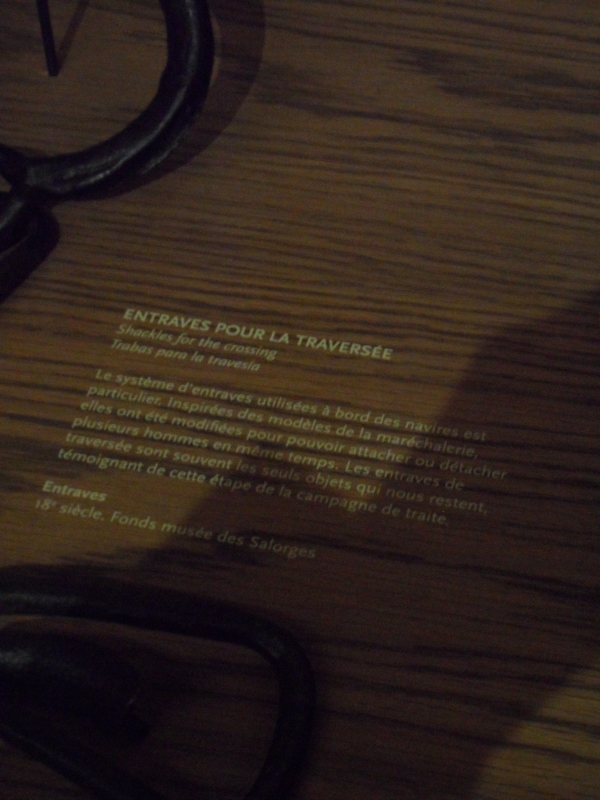 ENTRAVES POUR LA TRAVERSÉE
Shackles for the crossing
Trabas para la travesía
Le système d'entraves utilisées à bord des navires est
particulier. Inspirées des modèles de la maréchalerie,
elles ont été modifiées pour pouvoir attacher ou détacher
plusieurs hommes en même temps. Les entraves de
traversée sont souvent les seuls objets qui nous restent,
témoignant de cette étape de la campagne de traite.
Entraves
18e siècle. Fonds musée des Salorges